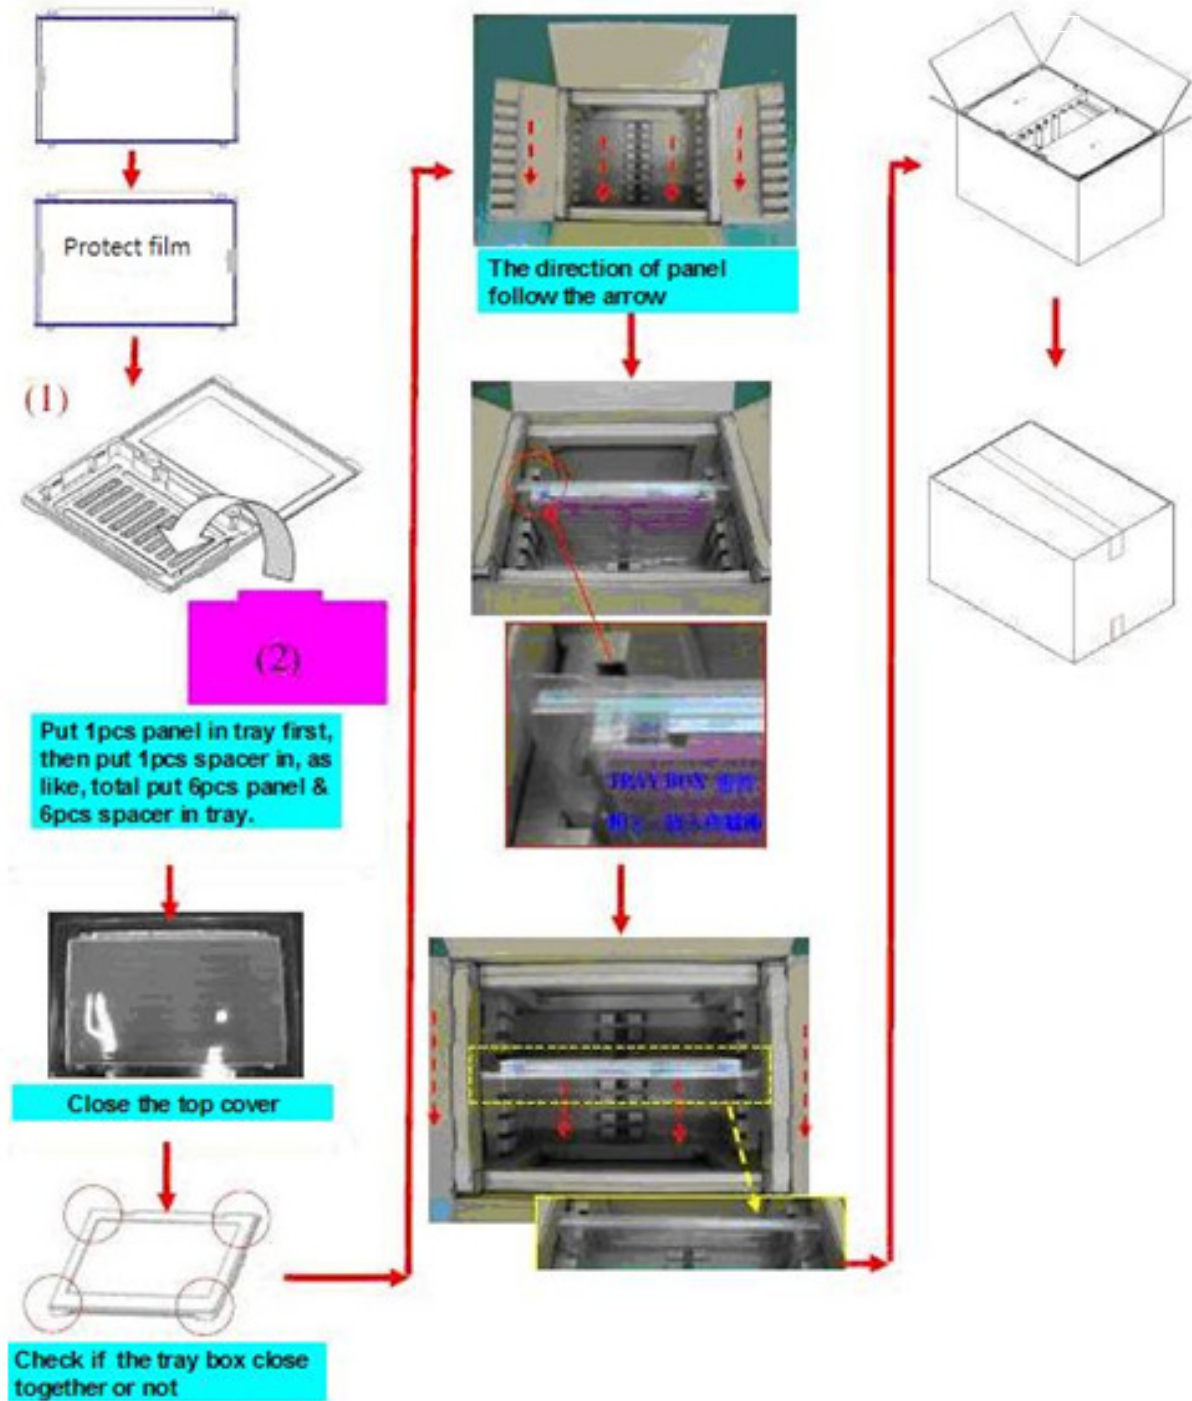 Protect film
(1)
(2)
Put 1pcs panel in tray first,
then put 1pcs spacer in, as
like, total put 6pcs panel &
6pcs spacer in tray.
Close the top cover
Check if the tray box close
together or not
The direction of panel
follow the arrow
TRAY BOX